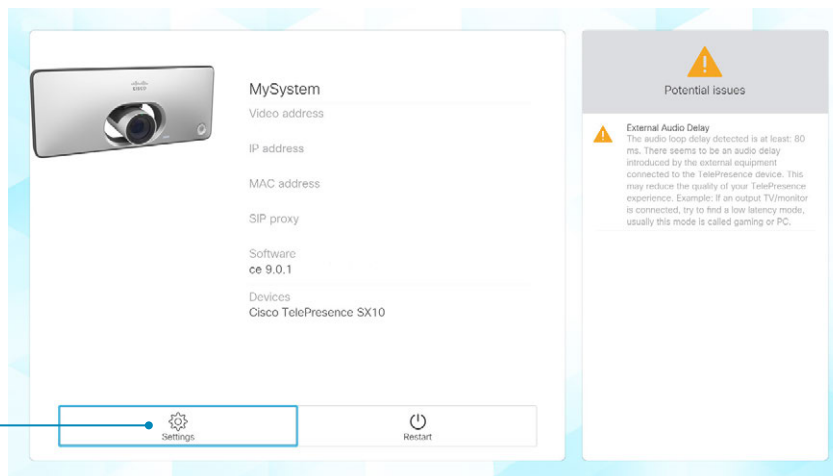 CISCO
MySystem
Video address
IP address
MAC address
SIP proxy
Software
ce 9.0.1
Devices
Cisco TelePresence SX10
Settings
Restart
Potential issues
External Audio Delay
The audio loop delay detected is at least: 80
ms. There seems to be an audio delay
introduced by the external equipment
connected to the TelePresence device. This
may reduce the quality of your TelePresence
experience. Example: If an output TV/monitor
is connected, try to find a low latency mode,
usually this mode is called gaming or PC.